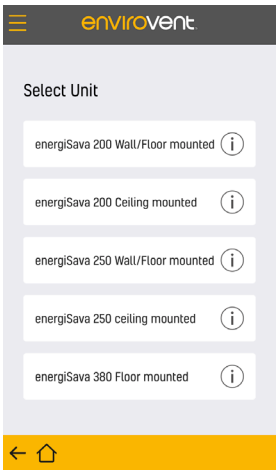 envirovent
Select Unit
energiSava 200 Wall/Floor mounted
energiSava 200 Ceiling mounted
energiSava 250 Wall/Floor mounted
energiSava 250 ceiling mounted
energiSava 380 Floor mounted